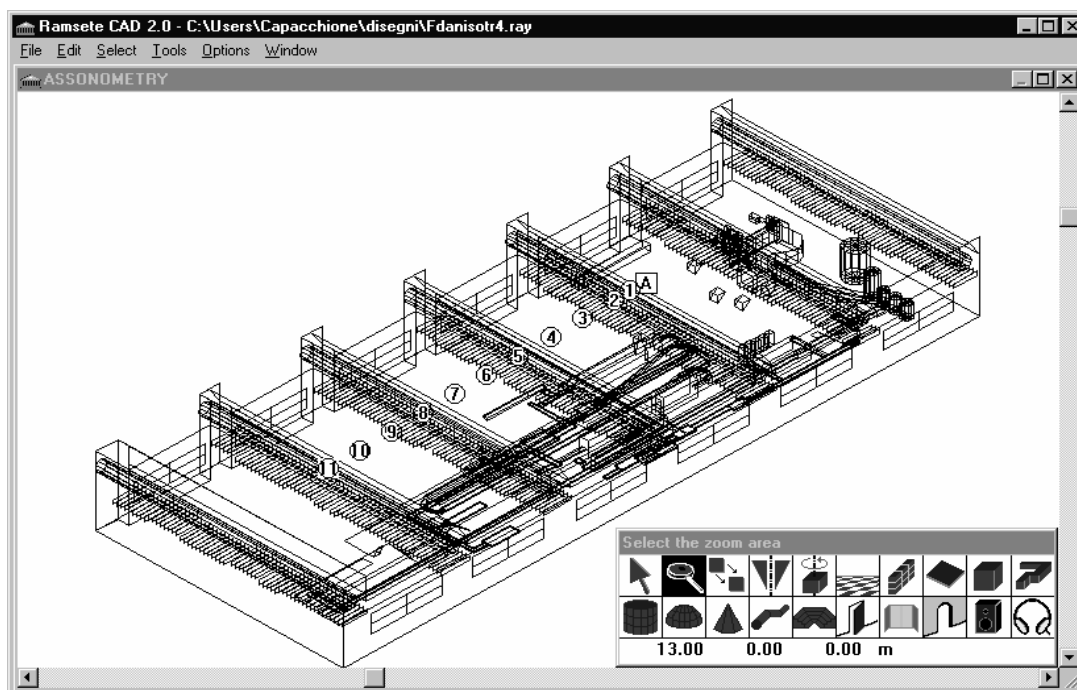 Ramsete CAD 2.0 - C:\Users\Capacchione\disegni\Fdanisotr4.ray
File Edit Select Tools Options Window
ASSONOMETRY
A
1
2
3
4
5
6
7
8
9
10
11
Select the zoom area
13.00 0.00 0.00 m